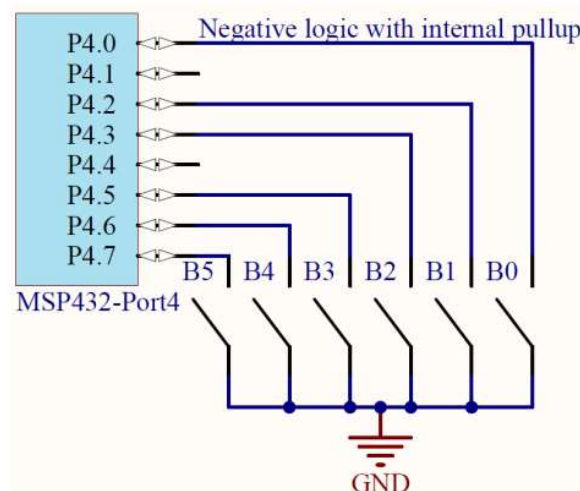 P4.0 Negative logic with internal pullup
P4.1
P4.2
P4.3
P4.4
P4.5
P4.6
P4.7
B5 B4 B3 B2 B1 B0
MSP432-Port4
GND